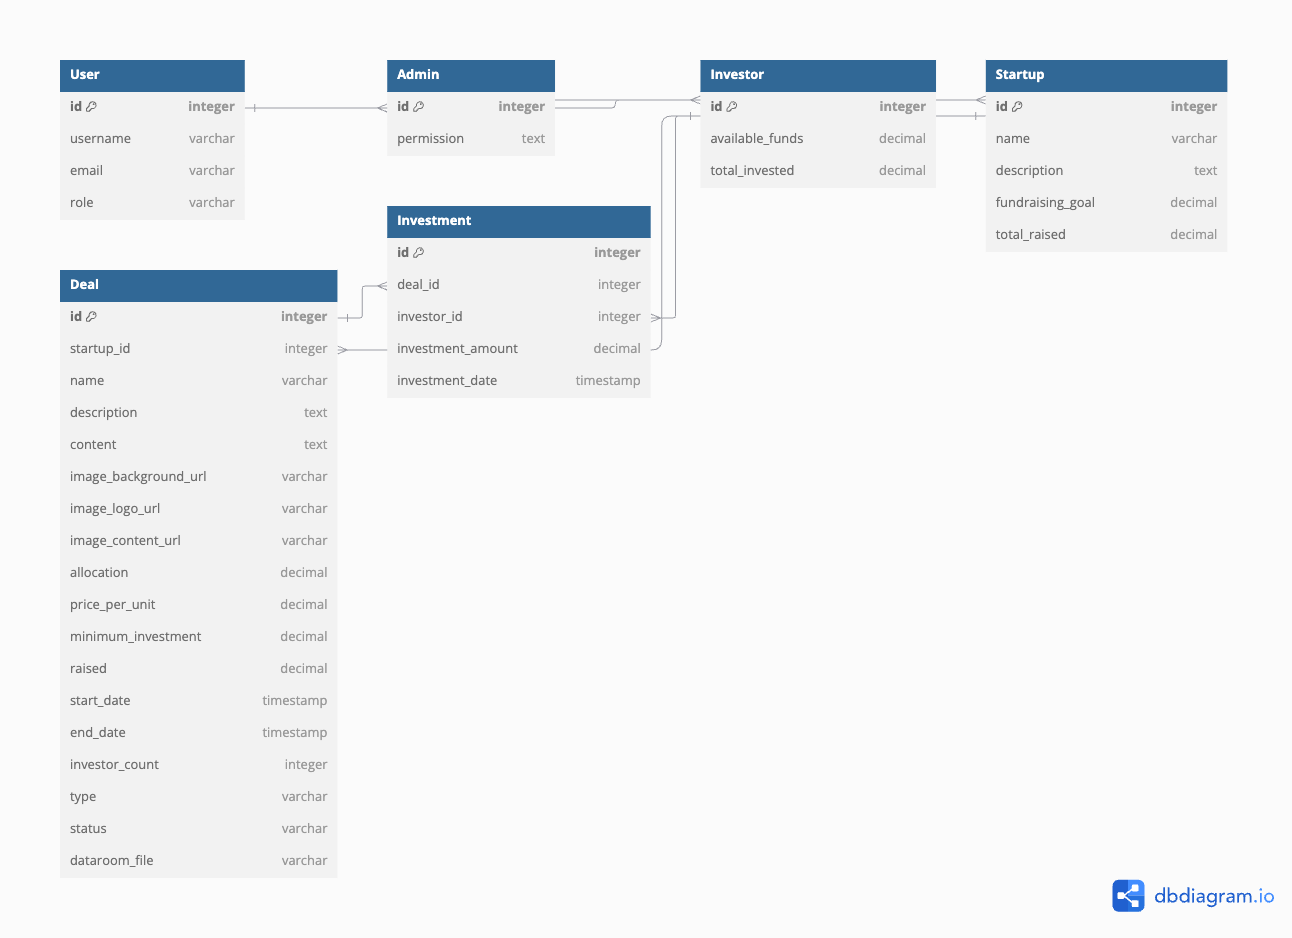 User
id integer
username varchar
email varchar
role varchar
Admin
id integer
permission text
Investor
id integer
available_funds decimal
total_invested decimal
Startup
id integer
name varchar
description text
fundraising_goal decimal
total_raised decimal
Investment
id integer
deal_id integer
investor_id integer
investment_amount decimal
investment_date timestamp
Deal
id integer
startup_id integer
name varchar
description text
content text
image_background_url varchar
image_logo_url varchar
image_content_url varchar
allocation decimal
price_per_unit decimal
minimum_investment decimal
raised decimal
start_date timestamp
end_date timestamp
investor_count integer
type varchar
status varchar
dataroom_file varchar
dbdiagram.io